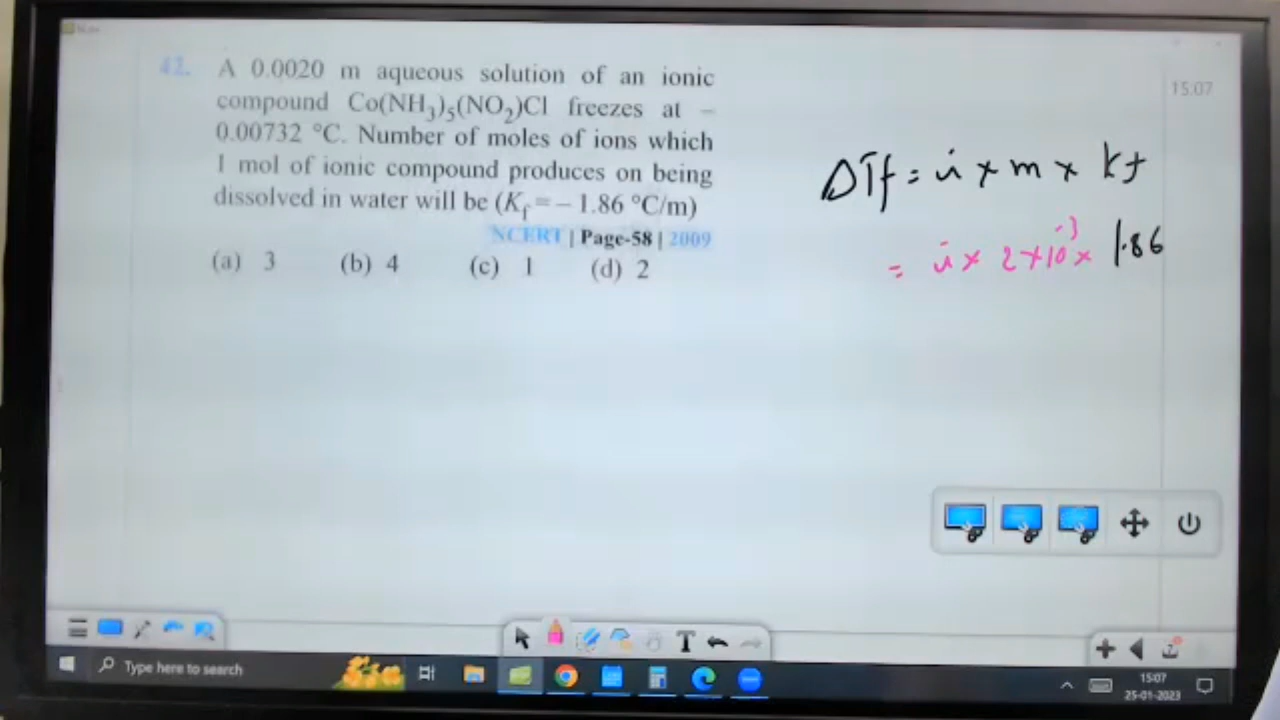 42. A 0.0020 m aqueous solution of an ionic
compound Co(NH₃)₅(NO₂)Cl freezes at –
0.00732 °C. Number of moles of ions which
1 mol of ionic compound produces on being
dissolved in water will be (K_f = – 1.86 °C/m)
NCERT | Page-58 | 2009
(a) 3 (b) 4 (c) 1 (d) 2
15:07
ΔTf = i × m × kf
= i × 2 × 10⁻³ × 1.86
T
Type here to search
15:07
25-01-2023